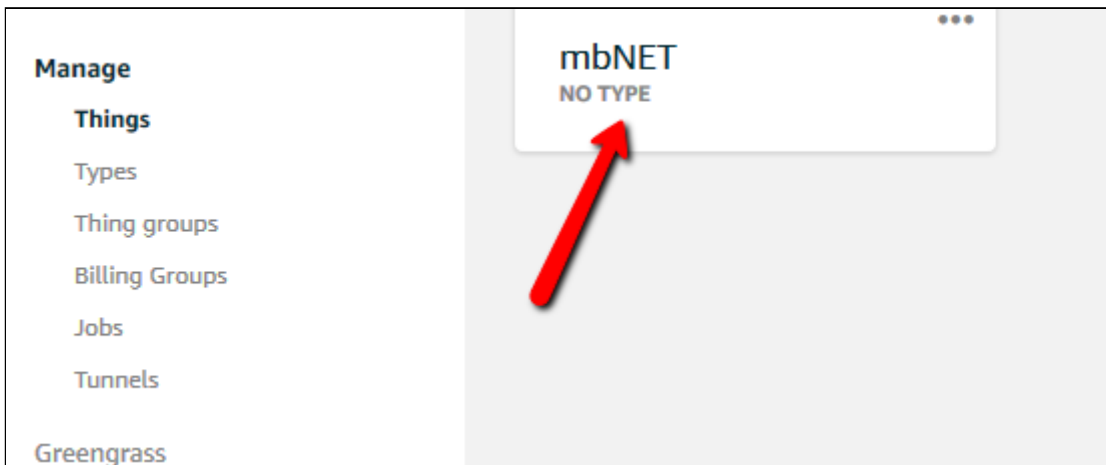 Manage
Things
Types
Thing groups
Billing Groups
Jobs
Tunnels
Greengrass
mbNET
NO TYPE